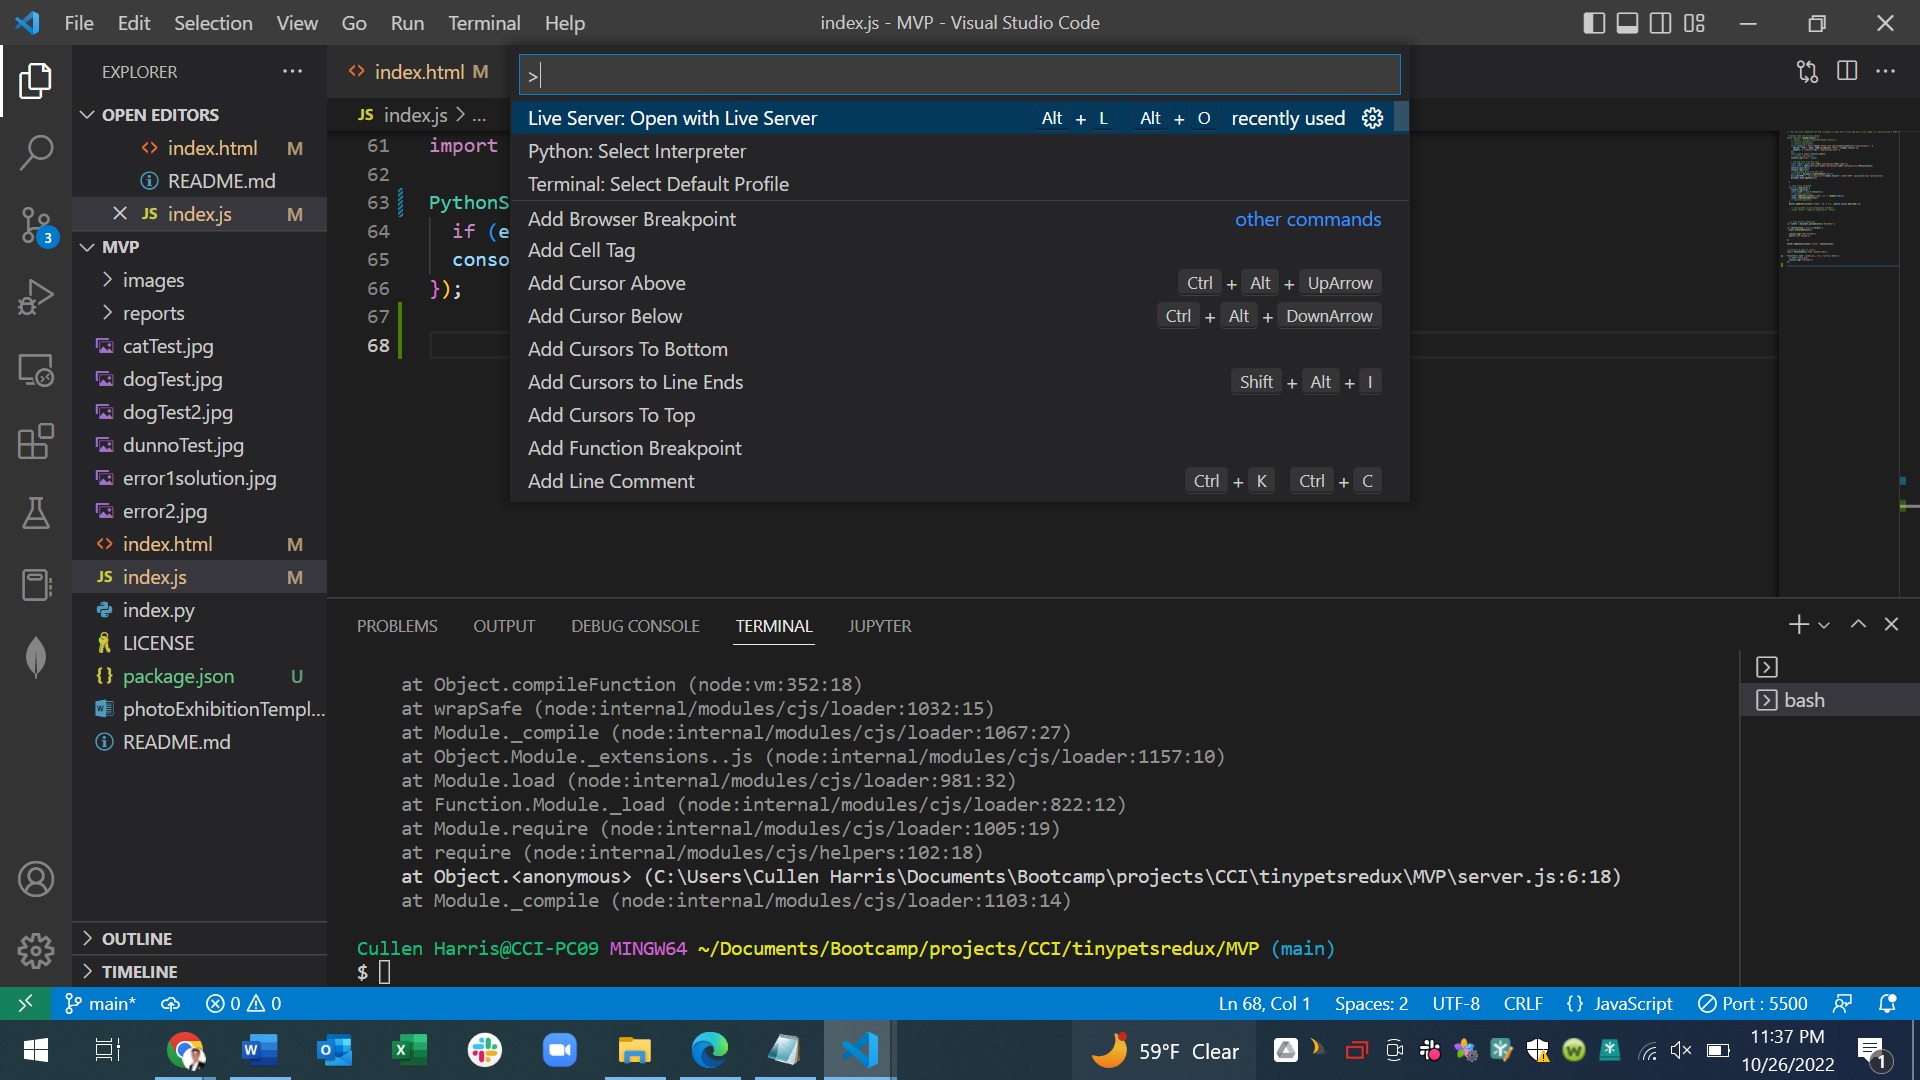 File Edit Selection View Go Run Terminal Help
index.js - MVP - Visual Studio Code
EXPLORER
OPEN EDITORS
index.html M
README.md
JS index.js M
MVP
images
reports
catTest.jpg
dogTest.jpg
dogTest2.jpg
dunnoTest.jpg
error1solution.jpg
error2.jpg
index.html M
JS index.js M
index.py
LICENSE
package.json U
photoExhibitionTempl...
README.md
OUTLINE
TIMELINE
3
index.html M
JS index.js > ...
>
Live Server: Open with Live Server Alt + L Alt + O recently used
Python: Select Interpreter
Terminal: Select Default Profile
Add Browser Breakpoint other commands
Add Cell Tag
Add Cursor Above Ctrl + Alt + UpArrow
Add Cursor Below Ctrl + Alt + DownArrow
Add Cursors To Bottom
Add Cursors to Line Ends Shift + Alt + I
Add Cursors To Top
Add Function Breakpoint
Add Line Comment Ctrl + K Ctrl + C
61 import
62
63 PythonS
64 if (e
65 conso
66 });
67
68
PROBLEMS OUTPUT DEBUG CONSOLE TERMINAL JUPYTER
at Object.compileFunction (node:vm:352:18)
at wrapSafe (node:internal/modules/cjs/loader:1032:15)
at Module._compile (node:internal/modules/cjs/loader:1067:27)
at Object.Module._extensions..js (node:internal/modules/cjs/loader:1157:10)
at Module.load (node:internal/modules/cjs/loader:981:32)
at Function.Module._load (node:internal/modules/cjs/loader:822:12)
at Module.require (node:internal/modules/cjs/loader:1005:19)
at require (node:internal/modules/cjs/helpers:102:18)
at Object.<anonymous> (C:\Users\Cullen Harris\Documents\Bootcamp\projects\CCI\tinypetsredux\MVP\server.js:6:18)
at Module._compile (node:internal/modules/cjs/loader:1103:14)
Cullen Harris@CCI-PC09 MINGW64 ~/Documents/Bootcamp/projects/CCI/tinypetsredux/MVP (main)
$
bash
main* 0 0 Ln 68, Col 1 Spaces: 2 UTF-8 CRLF {} JavaScript Port : 5500
59°F Clear
11:37 PM
10/26/2022
1